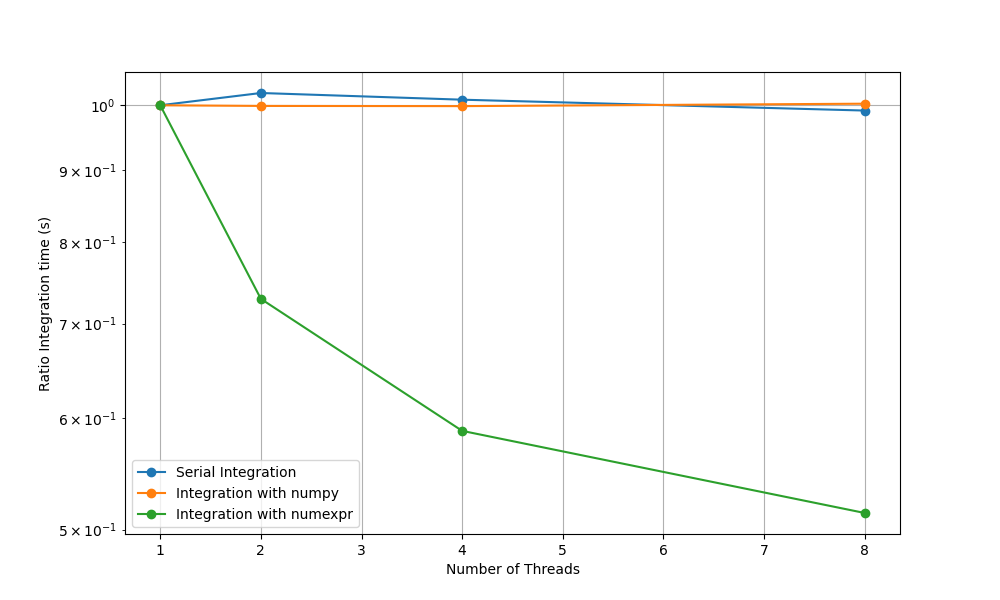 Ratio Integration time (s)
10⁰
9 × 10⁻¹
8 × 10⁻¹
7 × 10⁻¹
6 × 10⁻¹
5 × 10⁻¹
Serial Integration
Integration with numpy
Integration with numexpr
1 2 3 4 5 6 7 8
Number of Threads